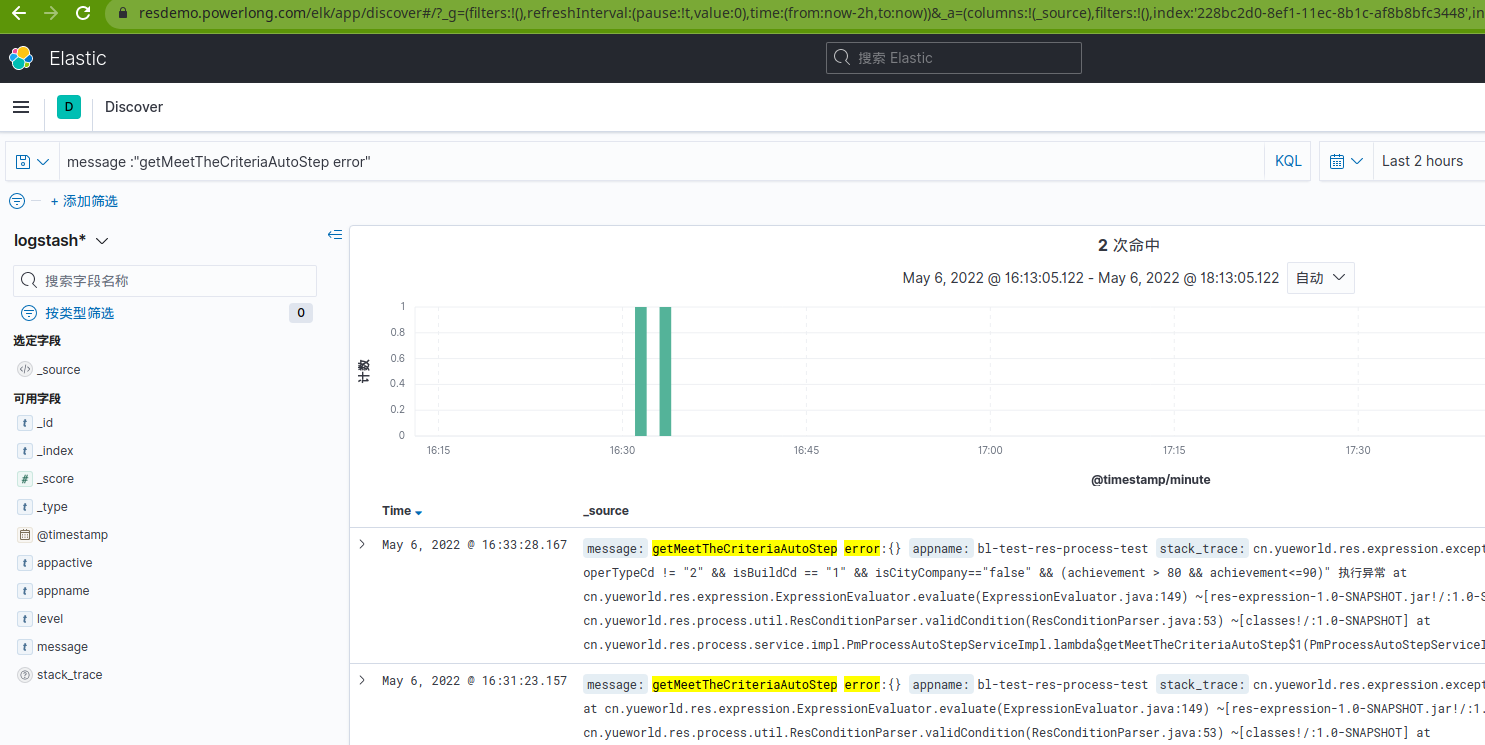 resdemo.powerlong.com/elk/app/discover#/?_g=(filters:!(),refreshInterval:(pause:!t,value:0),time:(from:now-2h,to:now))&_a=(columns:!(_source),filters:!(),index:'228bc2d0-8ef1-11ec-8b1c-af8b8bfc3448',in
Elastic
搜索 Elastic
D
Discover
message :"getMeetTheCriteriaAutoStep error"
KQL
Last 2 hours
+ 添加筛选
logstash*
搜索字段名称
按类型筛选
0
选定字段
</> _source
可用字段
t _id
t _index
# _score
t _type
@timestamp
t appactive
t appname
t level
t message
? stack_trace
2 次命中
May 6, 2022 @ 16:13:05.122 - May 6, 2022 @ 18:13:05.122
自动
计数
1
0.8
0.6
0.4
0.2
0
16:15
16:30
16:45
17:00
17:15
17:30
@timestamp/minute
Time
_source
May 6, 2022 @ 16:33:28.167
message: getMeetTheCriteriaAutoStep error:{} appname: bl-test-res-process-test stack_trace: cn.yueworld.res.expression.except
operTypeCd != "2" && isBuildCd == "1" && isCityCompany=="false" && (achievement > 80 && achievement<=90)" 执行异常 at
cn.yueworld.res.expression.ExpressionEvaluator.evaluate(ExpressionEvaluator.java:149) ~[res-expression-1.0-SNAPSHOT.jar!/:1.0-S
cn.yueworld.res.process.util.ResConditionParser.validCondition(ResConditionParser.java:53) ~[classes!/:1.0-SNAPSHOT] at
cn.yueworld.res.process.service.impl.PmProcessAutoStepServiceImpl.lambda$getMeetTheCriteriaAutoStep$1(PmProcessAutoStepServiceI
May 6, 2022 @ 16:31:23.157
message: getMeetTheCriteriaAutoStep error:{} appname: bl-test-res-process-test stack_trace: cn.yueworld.res.expression.except
at cn.yueworld.res.expression.ExpressionEvaluator.evaluate(ExpressionEvaluator.java:149) ~[res-expression-1.0-SNAPSHOT.jar!/:1.
cn.yueworld.res.process.util.ResConditionParser.validCondition(ResConditionParser.java:53) ~[classes!/:1.0-SNAPSHOT] at